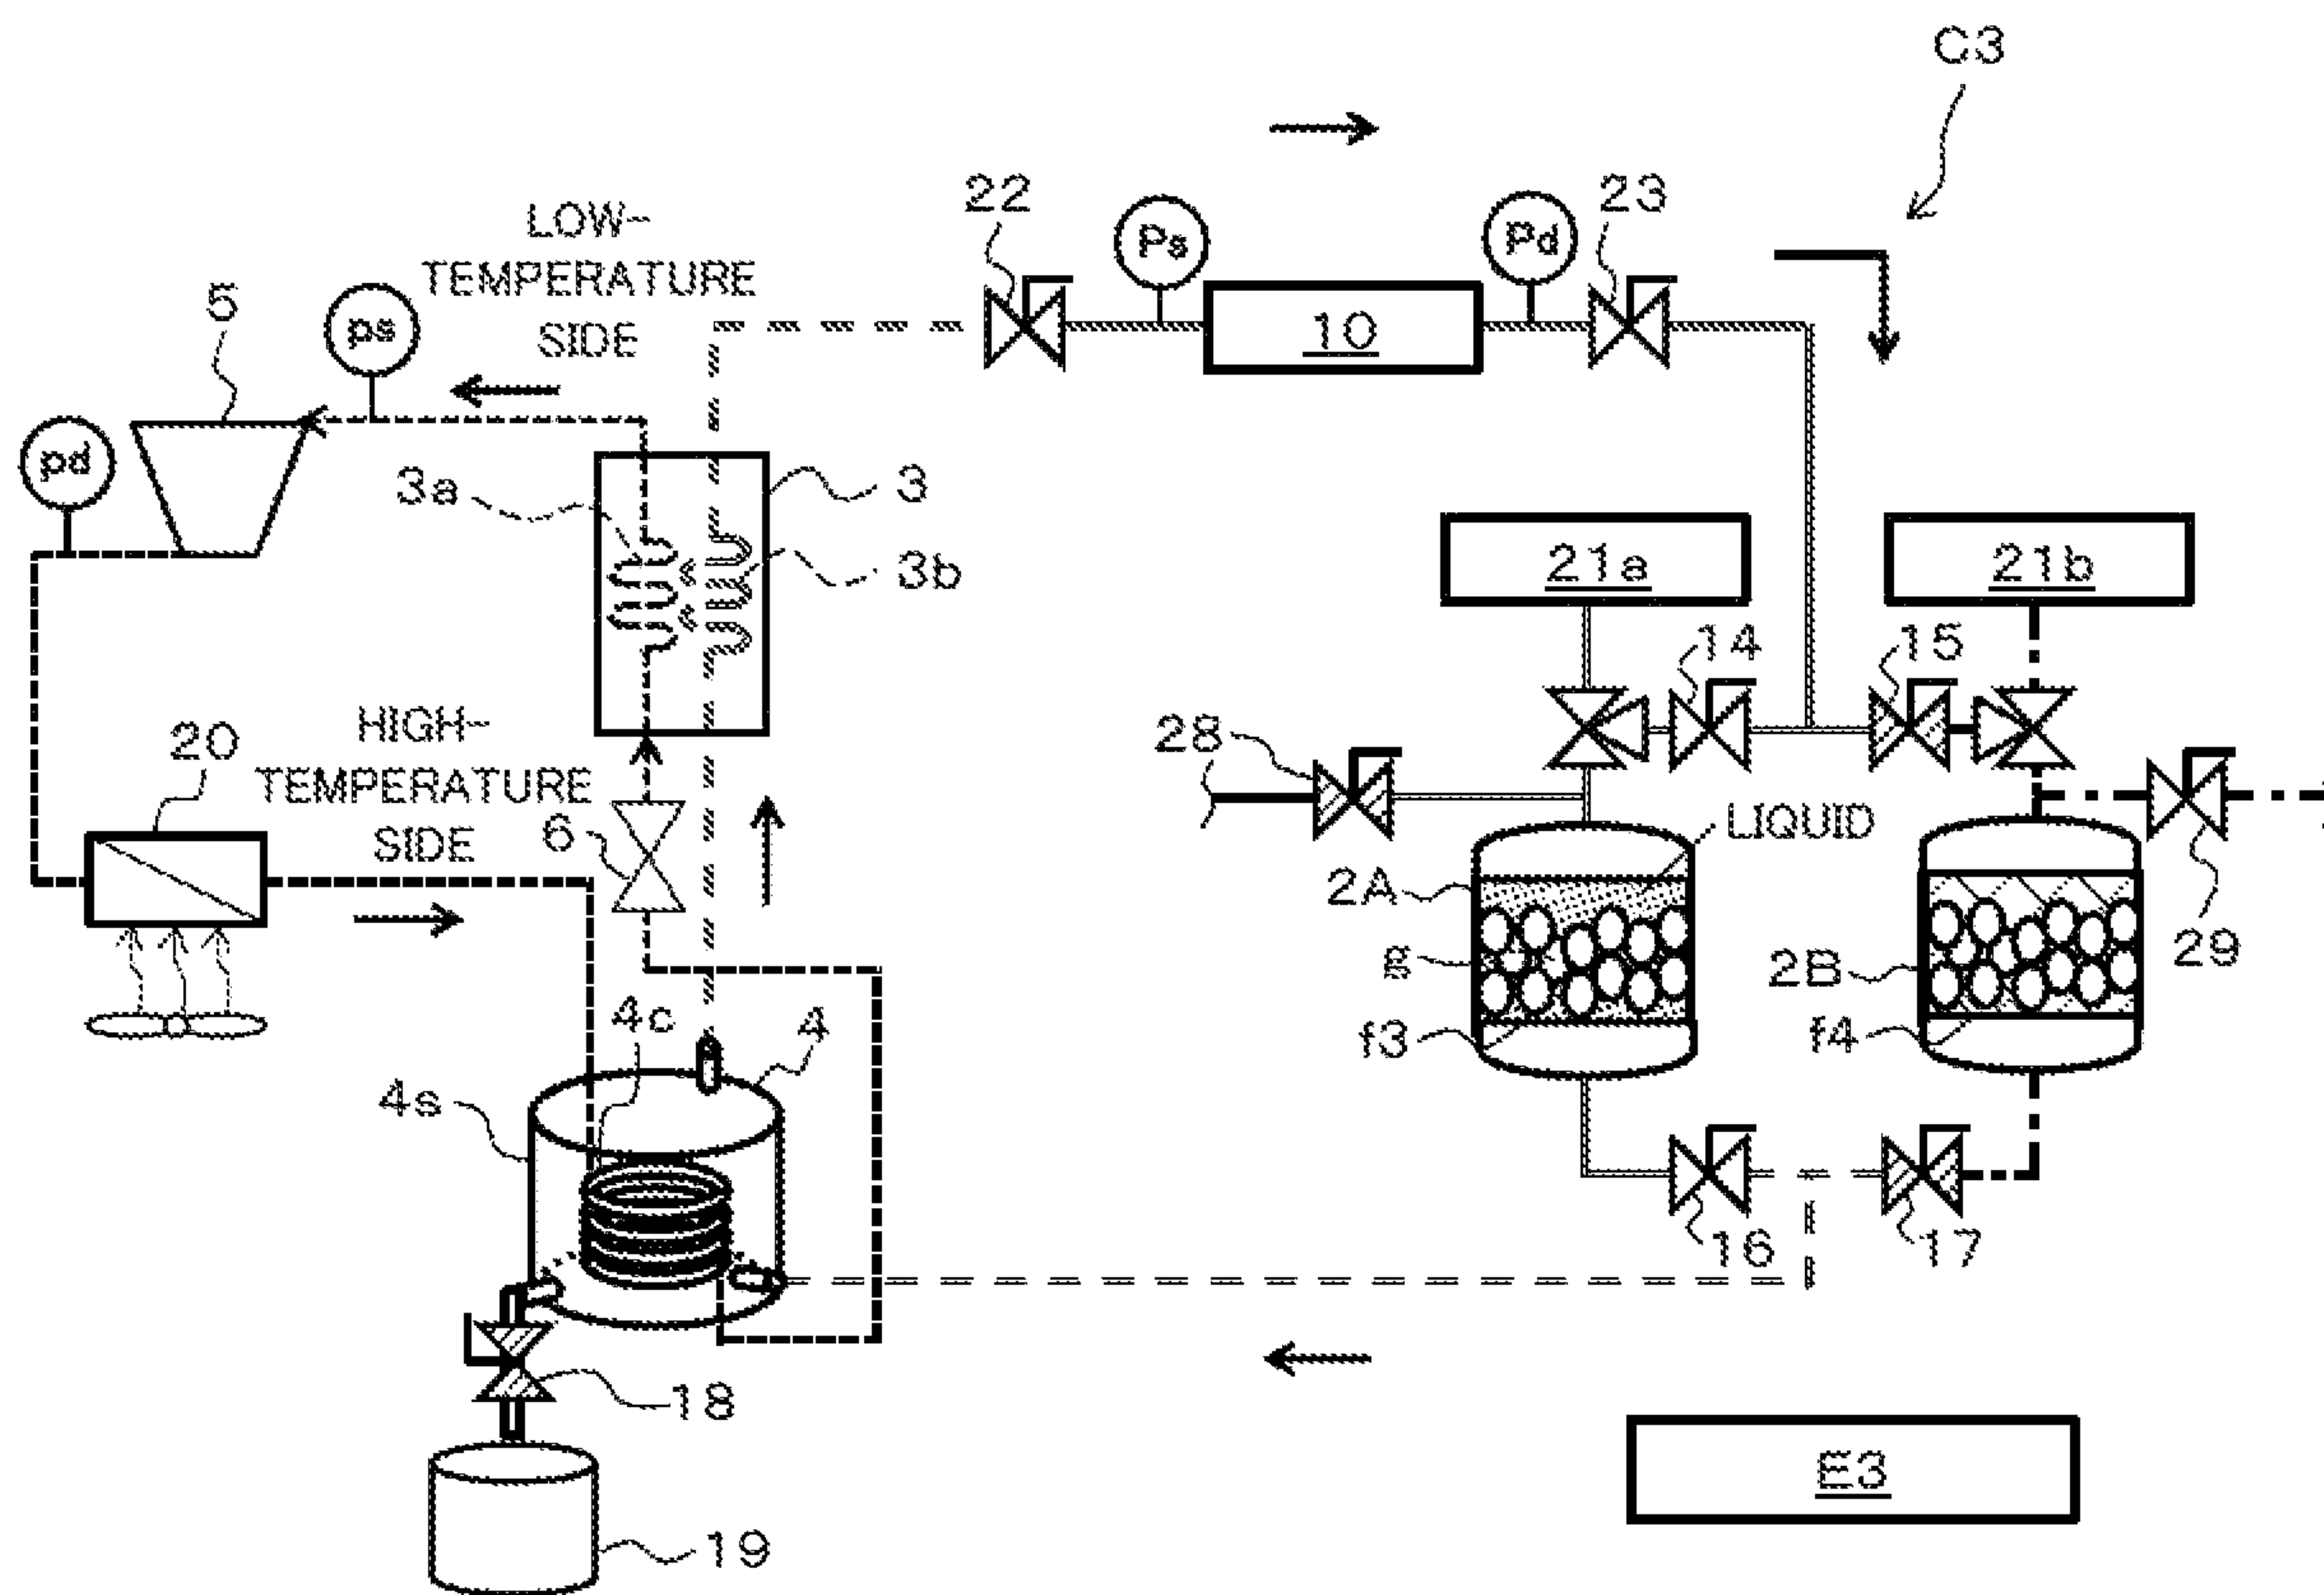 C3
22
Ps
Pd
23
LOW-
TEMPERATURE
SIDE
5
ps
10
pd
3a
3
3b
21a
21b
14
15
28
20
HIGH-
TEMPERATURE
SIDE
6
LIQUID
2A
g
2B
29
4c
4
f3
f4
4s
16
17
18
E3
19